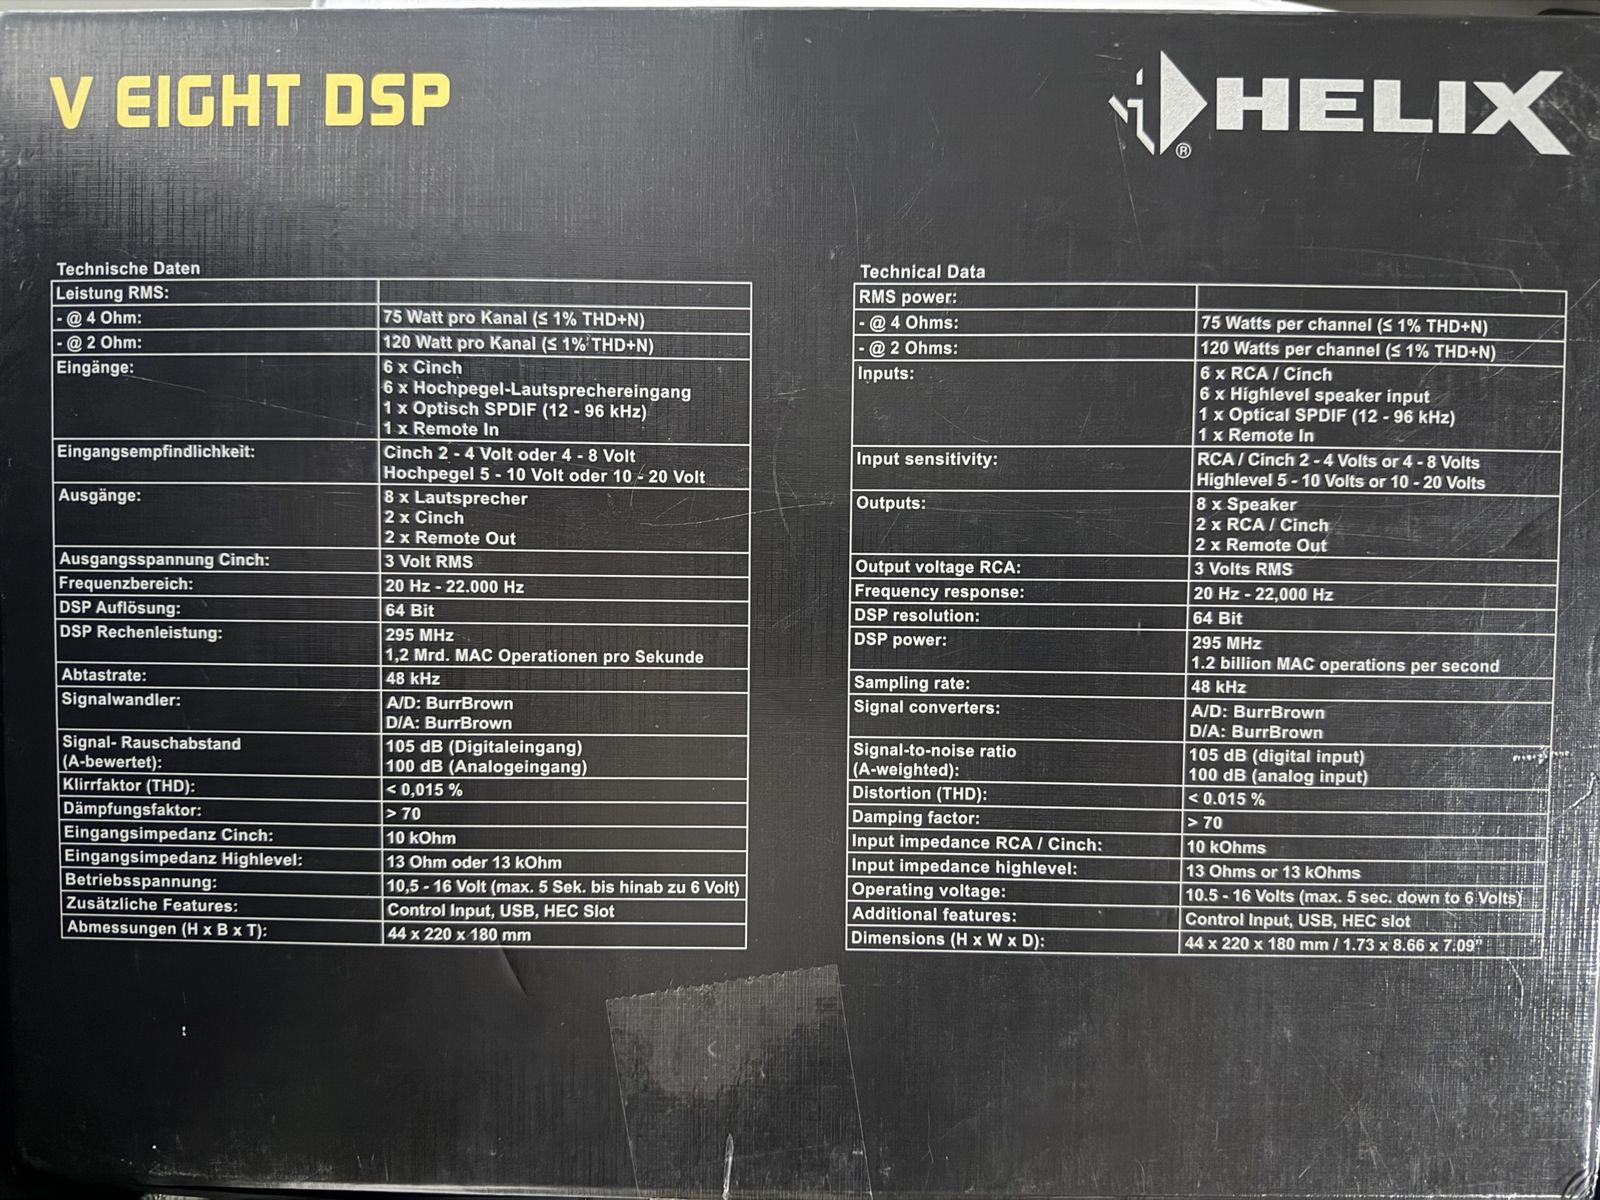 V EIGHT DSP
HELIX
®
Technische Daten
Leistung RMS:
- @ 4 Ohm: 75 Watt pro Kanal (≤ 1% THD+N)
- @ 2 Ohm: 120 Watt pro Kanal (≤ 1% THD+N)
Eingänge: 6 x Cinch
6 x Hochpegel-Lautsprechereingang
1 x Optisch SPDIF (12 - 96 kHz)
1 x Remote In
Eingangsempfindlichkeit: Cinch 2 - 4 Volt oder 4 - 8 Volt
Hochpegel 5 - 10 Volt oder 10 - 20 Volt
Ausgänge: 8 x Lautsprecher
2 x Cinch
2 x Remote Out
Ausgangsspannung Cinch: 3 Volt RMS
Frequenzbereich: 20 Hz - 22.000 Hz
DSP Auflösung: 64 Bit
DSP Rechenleistung: 295 MHz
1,2 Mrd. MAC Operationen pro Sekunde
Abtastrate: 48 kHz
Signalwandler: A/D: BurrBrown
D/A: BurrBrown
Signal- Rauschabstand 105 dB (Digitaleingang)
(A-bewertet): 100 dB (Analogeingang)
Klirrfaktor (THD): < 0,015 %
Dämpfungsfaktor: > 70
Eingangsimpedanz Cinch: 10 kOhm
Eingangsimpedanz Highlevel: 13 Ohm oder 13 kOhm
Betriebsspannung: 10,5 - 16 Volt (max. 5 Sek. bis hinab zu 6 Volt)
Zusätzliche Features: Control Input, USB, HEC Slot
Abmessungen (H x B x T): 44 x 220 x 180 mm
Technical Data
RMS power:
- @ 4 Ohms: 75 Watts per channel (≤ 1% THD+N)
- @ 2 Ohms: 120 Watts per channel (≤ 1% THD+N)
Inputs: 6 x RCA / Cinch
6 x Highlevel speaker input
1 x Optical SPDIF (12 - 96 kHz)
1 x Remote In
Input sensitivity: RCA / Cinch 2 - 4 Volts or 4 - 8 Volts
Highlevel 5 - 10 Volts or 10 - 20 Volts
Outputs: 8 x Speaker
2 x RCA / Cinch
2 x Remote Out
Output voltage RCA: 3 Volts RMS
Frequency response: 20 Hz - 22,000 Hz
DSP resolution: 64 Bit
DSP power: 295 MHz
1.2 billion MAC operations per second
Sampling rate: 48 kHz
Signal converters: A/D: BurrBrown
D/A: BurrBrown
Signal-to-noise ratio 105 dB (digital input)
(A-weighted): 100 dB (analog input)
Distortion (THD): < 0.015 %
Damping factor: > 70
Input impedance RCA / Cinch: 10 kOhms
Input impedance highlevel: 13 Ohms or 13 kOhms
Operating voltage: 10.5 - 16 Volts (max. 5 sec. down to 6 Volts)
Additional features: Control Input, USB, HEC slot
Dimensions (H x W x D): 44 x 220 x 180 mm / 1.73 x 8.66 x 7.09"